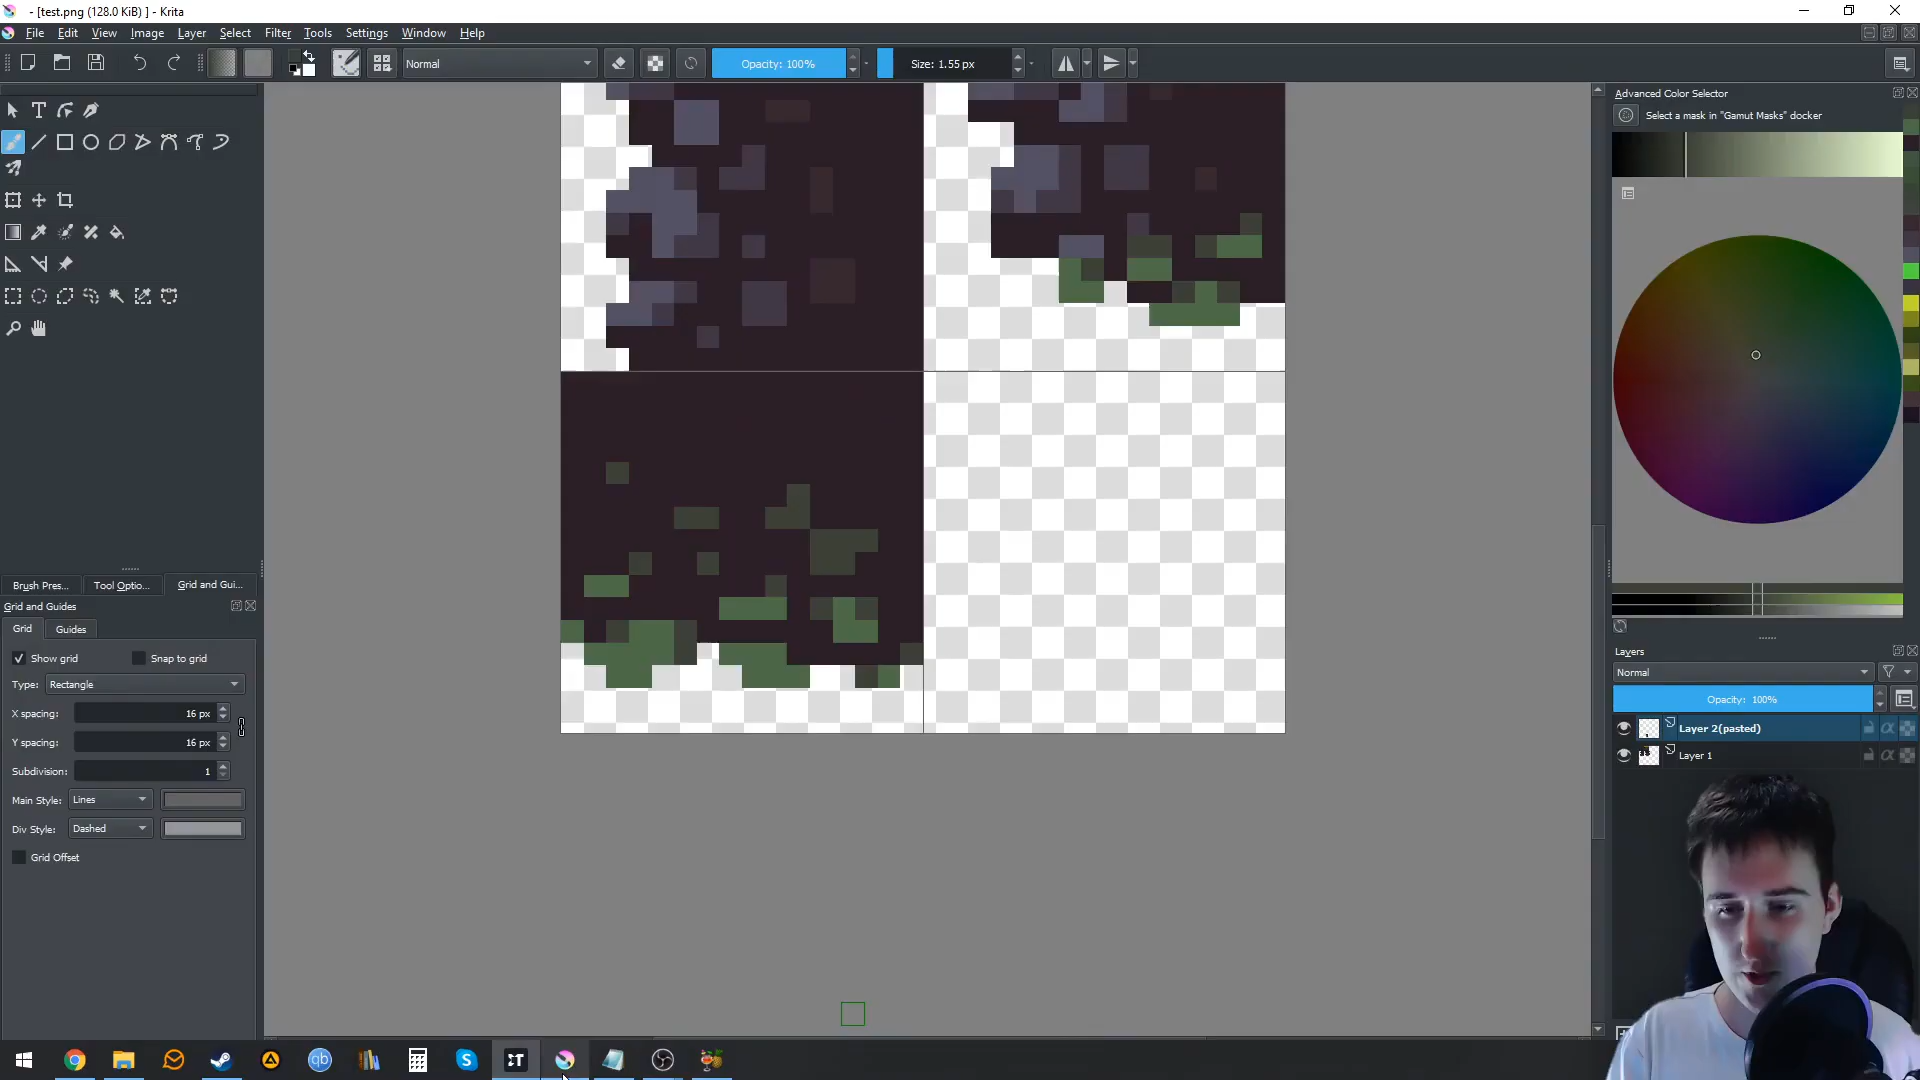 - [test.png (128.0 KiB) ] - Krita
File Edit View Image Layer Select Filter Tools Settings Window Help
Normal
Opacity: 100%
Size: 1.55 px
Advanced Color Selector
Select a mask in "Gamut Masks" docker
Brush Pres...
Tool Optio...
Grid and Gui...
Grid and Guides
Grid
Guides
Show grid
Snap to grid
Type: Rectangle
X spacing: 16 px
Y spacing: 16 px
Subdivision: 1
Main Style: Lines
Div Style: Dashed
Grid Offset
Layers
Normal
Opacity: 100%
Layer 2(pasted)
Layer 1
qb
S